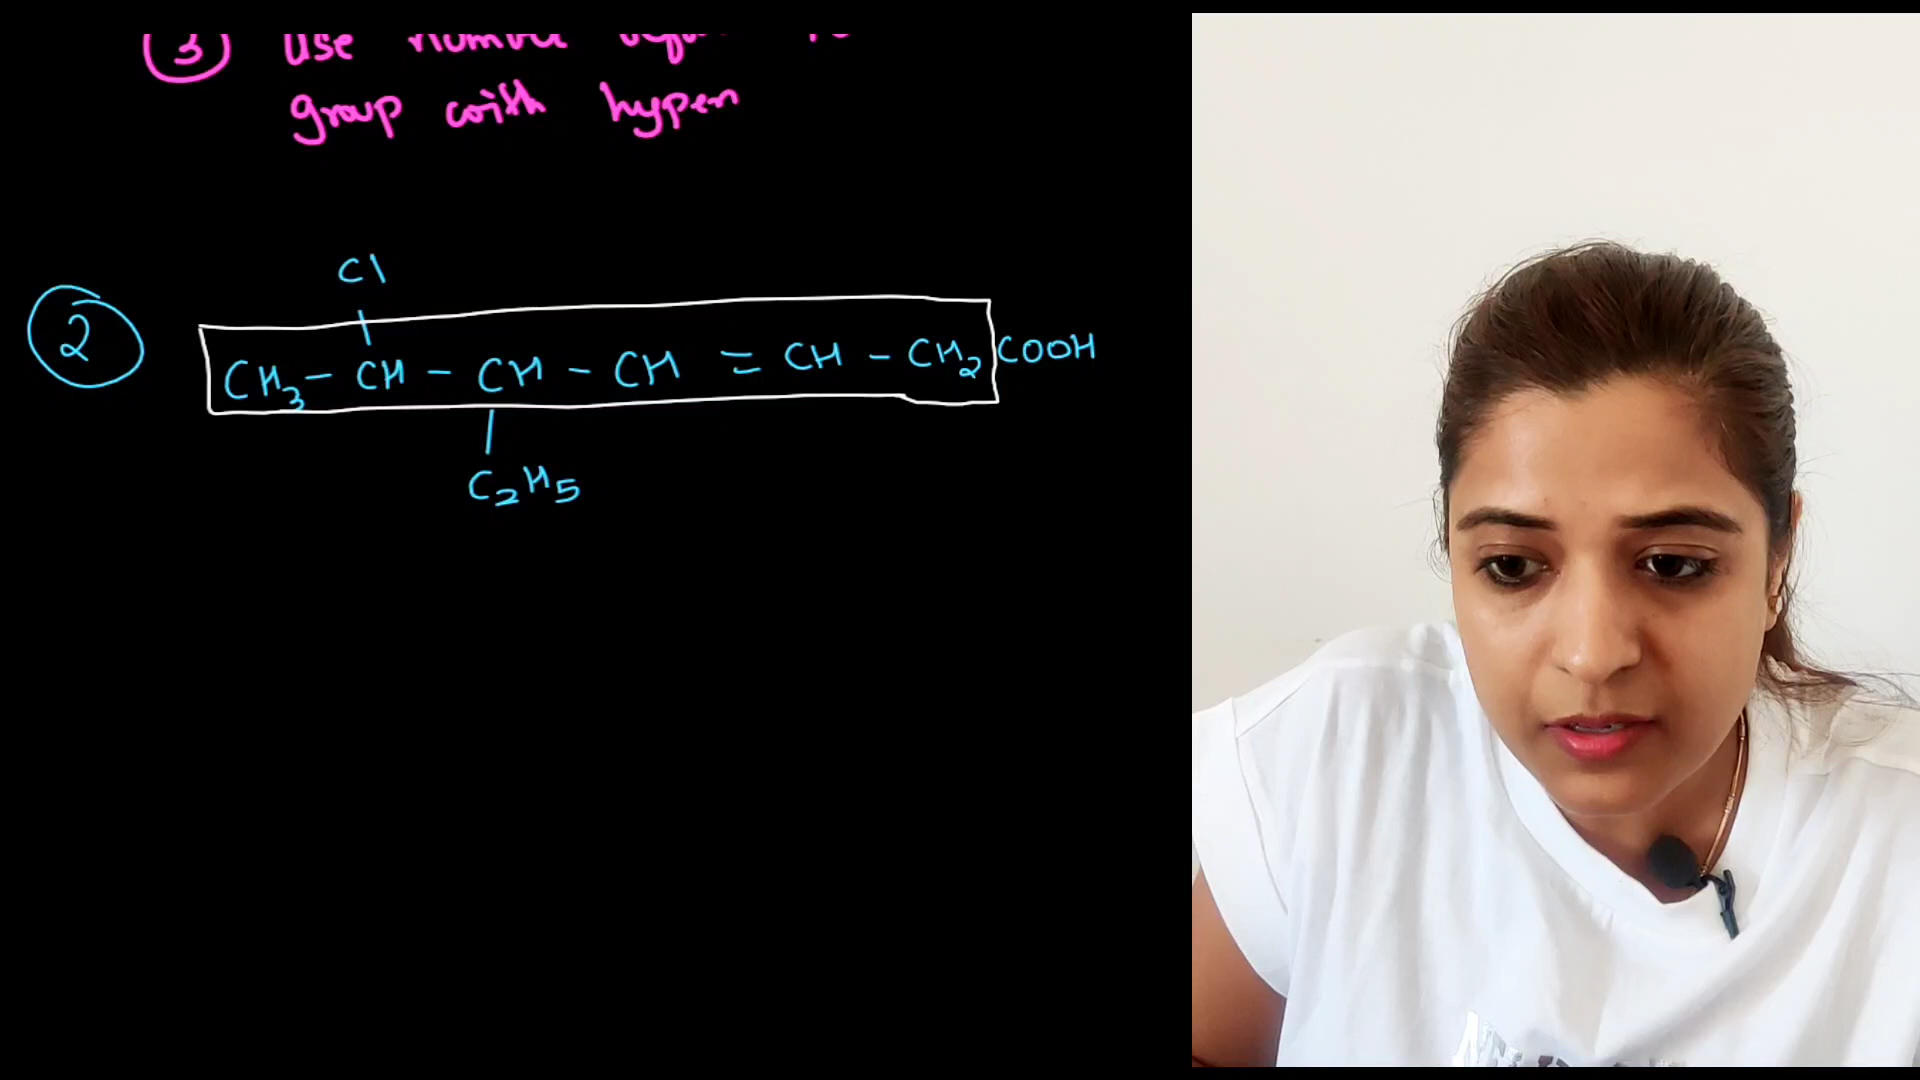 3 Use
group with hypen
Cl
2 CH3 - CH - CH - CH = CH - CH2 COOH
C2H5